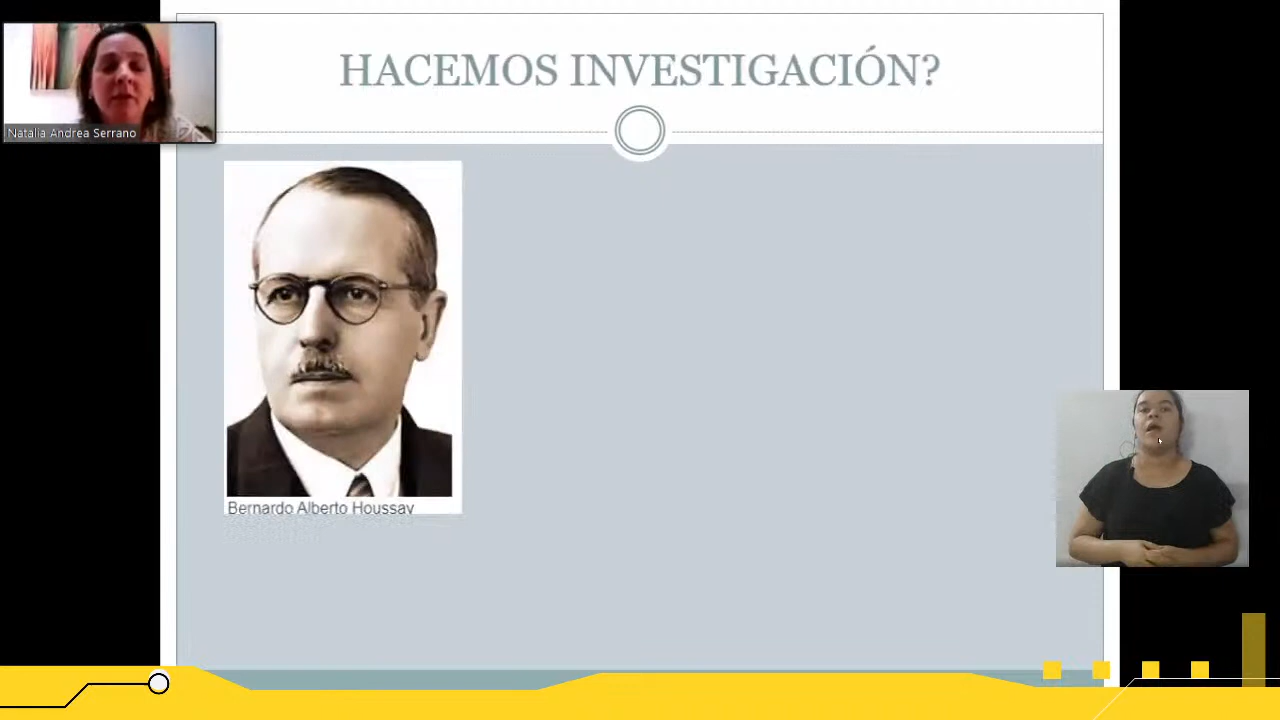 HACEMOS INVESTIGACIÓN?
Natalia Andrea Serrano
Bernardo Alberto Houssay